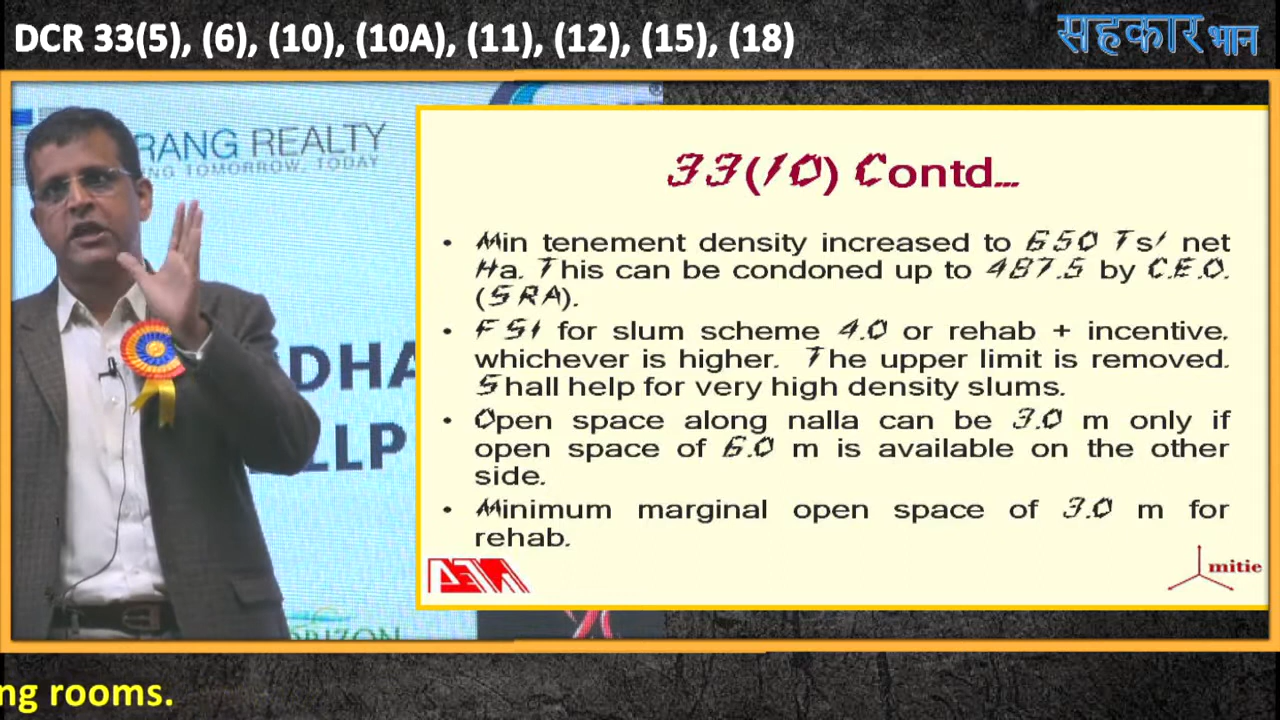 DCR 33(5), (6), (10), (10A), (11), (12), (15), (18)
सहकार भान
RANG REALTY
NG TOMORROW, TODAY
DHA
LLP
33(10) Contd...
• Min tenement density increased to 650 Ts/ net
Ha. This can be condoned up to 487.5 by C.E.O.
(SRA).
• FSI for slum scheme 4.0 or rehab + incentive,
whichever is higher. The upper limit is removed.
Shall help for very high density slums.
• Open space along nalla can be 3.0 m only if
open space of 6.0 m is available on the other
side.
• Minimum marginal open space of 3.0 m for
rehab.
mitie
ng rooms.